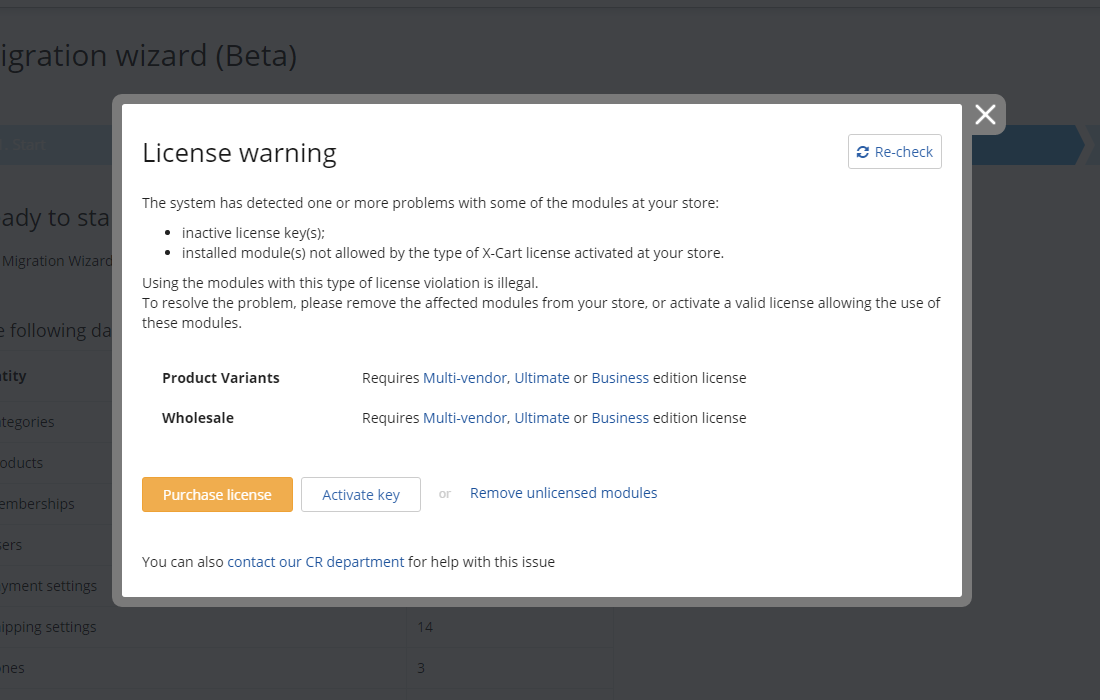 igration wizard (Beta)
Start
License warning
Re-check
The system has detected one or more problems with some of the modules at your store:
inactive license key(s);
installed module(s) not allowed by the type of X-Cart license activated at your store.
Using the modules with this type of license violation is illegal.
To resolve the problem, please remove the affected modules from your store, or activate a valid license allowing the use of
these modules.
Product Variants Requires Multi-vendor, Ultimate or Business edition license
Wholesale Requires Multi-vendor, Ultimate or Business edition license
Purchase license Activate key or Remove unlicensed modules
You can also contact our CR department for help with this issue
ady to sta
Migration Wizard
e following da
tity
tegories
oducts
emberships
ers
yment settings
ipping settings 14
nes 3